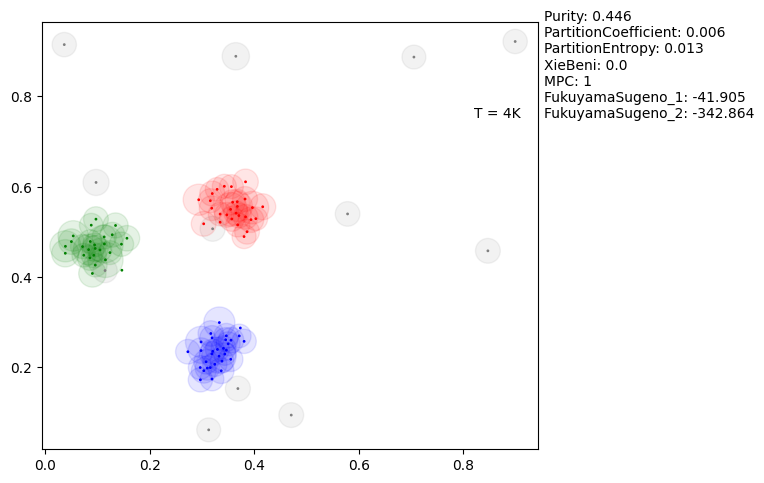 Purity: 0.446
PartitionCoefficient: 0.006
PartitionEntropy: 0.013
XieBeni: 0.0
MPC: 1
FukuyamaSugeno_1: -41.905
FukuyamaSugeno_2: -342.864
T = 4K
0.8
0.6
0.4
0.2
0.0 0.2 0.4 0.6 0.8